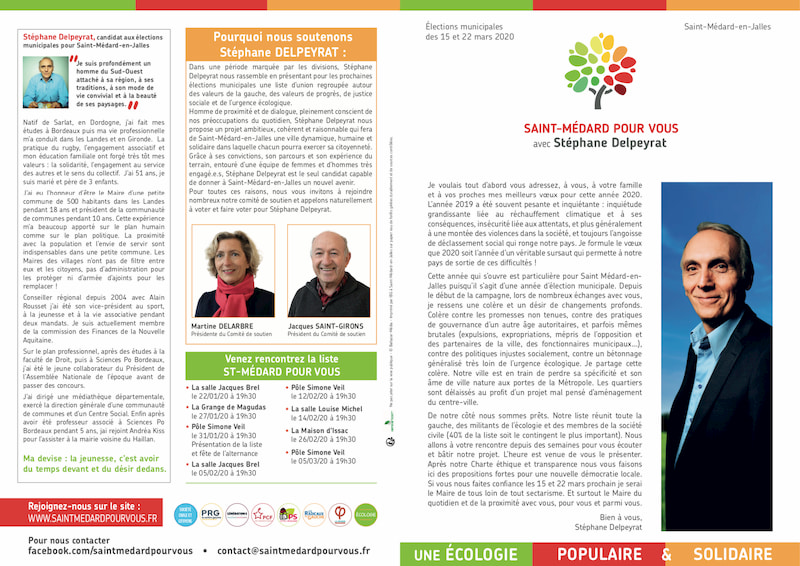 Stéphane Delpeyrat, candidat aux élections
municipales pour Saint-Médard-en-Jalles
"Je suis profondément un
homme du Sud-Ouest
attaché à sa région, à ses
traditions, à son mode de
vie convivial et à la beauté
de ses paysages."
Natif de Sarlat, en Dordogne, j'ai fait mes
études à Bordeaux puis ma vie professionnelle
m'a conduit dans les Landes et en Gironde. La
pratique du rugby, l'engagement associatif et
mon éducation familiale ont forgé très tôt mes
valeurs : la solidarité, l'engagement au service
des autres et le sens du collectif. J'ai 51 ans, je
suis marié et père de 3 enfants.
J'ai eu l'honneur d'être le Maire d'une petite
commune de 500 habitants dans les Landes
pendant 18 ans et président de la communauté
de communes pendant 10 ans. Cette expérience
m'a beaucoup apporté sur le plan humain
comme sur le plan politique. La proximité
avec la population et l'envie de servir sont
indispensables dans une petite commune. Les
Maires des villages n'ont pas de filtre entre
eux et les citoyens, pas d'administration pour
les protéger ni d'armée d'ajoints pour les
remplacer !
Conseiller régional depuis 2004 avec Alain
Rousset j'ai été son vice-président au sport,
à la jeunesse et à la vie associative pendant
deux mandats. Je suis actuellement membre
de la commission des Finances de la Nouvelle
Aquitaine.
Sur le plan professionnel, après des études à la
faculté de Droit, puis à Sciences Po Bordeaux,
j'ai été le jeune collaborateur du Président de
l'Assemblée Nationale de l'époque avant de
passer des concours.
J'ai dirigé une médiathèque départementale,
exercé la direction générale d'une communauté
de communes et d'un Centre Social. Enfin après
avoir été professeur associé à Sciences Po
Bordeaux pendant 5 ans, j'ai rejoint Andréa Kiss
pour l'assister à la mairie voisine du Haillan.
Ma devise : la jeunesse, c'est avoir
du temps devant et du désir dedans.
Rejoignez-nous sur le site :
WWW.SAINTMEDARDPOURVOUS.FR
Pour nous contacter
facebook.com/saintmedardpourvous • contact@saintmedardpourvous.fr
Pourquoi nous soutenons
Stéphane DELPEYRAT :
Dans une période marquée par les divisions, Stéphane
Delpeyrat nous rassemble en présentant pour les prochaines
élections municipales une liste d'union regroupée autour
des valeurs de la gauche, des valeurs de progrès, de justice
sociale et de l'urgence écologique.
Homme de proximité et de dialogue, pleinement conscient de
nos préoccupations du quotidien, Stéphane Delpeyrat nous
propose un projet ambitieux, cohérent et raisonnable qui fera
de Saint-Médard-en-Jalles une ville dynamique, humaine et
solidaire dans laquelle chacun pourra exercer sa citoyenneté.
Grâce à ses convictions, son parcours et son expérience du
terrain, entouré d'une équipe de femmes et d'hommes très
engagé.e.s, Stéphane Delpeyrat est le seul candidat capable
de donner à Saint-Médard-en-Jalles un nouvel avenir.
Pour toutes ces raisons, nous vous invitons à rejoindre
nombreux notre comité de soutien et appelons naturellement
à voter et faire voter pour Stéphane Delpeyrat.
Martine DELARBRE
Présidente du Comité de soutien
Jacques SAINT-GIRONS
Président du Comité de soutien
Venez rencontrez la liste
ST-MÉDARD POUR VOUS
• La salle Jacques Brel
le 22/01/20 à 19h30
• La Grange de Magudas
le 27/01/20 à 19h30
• Pôle Simone Veil
le 31/01/20 à 19h30
Présentation de la liste
et fête de l'alternance
• La salle Jacques Brel
le 05/02/20 à 19h30
• Pôle Simone Veil
le 12/02/20 à 19h30
• La salle Louise Michel
le 14/02/20 à 19h30
• La Maison d'Issac
le 26/02/20 à 19h30
• Pôle Simone Veil
le 05/03/20 à 19h30
PRG
GÉNÉRATION·S
PCF
ÉCOLOGIE
Élections municipales
des 15 et 22 mars 2020
Saint-Médard-en-Jalles
SAINT-MÉDARD POUR VOUS
avec Stéphane Delpeyrat
Je voulais tout d'abord vous adressez, à vous, à votre famille
et à vos proches mes meilleurs vœux pour cette année 2020.
L'année 2019 a été souvent pesante et inquiétante : inquiétude
grandissante liée au réchauffement climatique et à ses
conséquences, insécurité liée aux attentats, et plus généralement
à une montée des violences dans la société, et toujours l'angoisse
de déclassement social qui ronge notre pays. Je formule le vœux
que 2020 soit l'année d'un véritable sursaut qui permette à notre
pays de sortie de ces difficultés !
Cette année qui s'ouvre est particulière pour Saint Médard-en-
Jalles puisqu'il s'agit d'une année d'élection municipale. Depuis
le début de la campagne, lors de nombreux échanges avec vous,
je ressens une colère et un désir de changements profonds.
Colère contre les promesses non tenues, contre des pratiques
de gouvernance d'un autre âge autoritaires, et parfois mêmes
brutales (expulsions, expropriations, mépris de l'opposition et
des partenaires de la ville, des fonctionnaires municipaux...),
contre des politiques injustes socialement, contre un bétonnage
généralisé très loin de l'urgence écologique. Je partage cette
colère. Notre ville est en train de perdre sa spécificité et son
âme de ville nature aux portes de la Métropole. Les quartiers
sont délaissés au profit d'un projet mal pensé d'aménagement
du centre-ville.
De notre côté nous sommes prêts. Notre liste réunit toute la
gauche, des militants de l'écologie et des membres de la société
civile (40% de la liste soit le contingent le plus important). Nous
allons à votre rencontre depuis des semaines pour vous écouter
et bâtir notre projet. L'heure est venue de vous le présenter.
Après notre Charte éthique et transparence nous vous faisons
ici des propositions fortes pour une nouvelle démocratie locale.
Si vous nous faites confiance les 15 et 22 mars prochain je serai
le Maire de tous loin de tout sectarisme. Et surtout le Maire du
quotidien et de la proximité avec vous, pour vous et parmi vous.
Bien à vous,
Stéphane Delpeyrat
UNE ÉCOLOGIE POPULAIRE & SOLIDAIRE